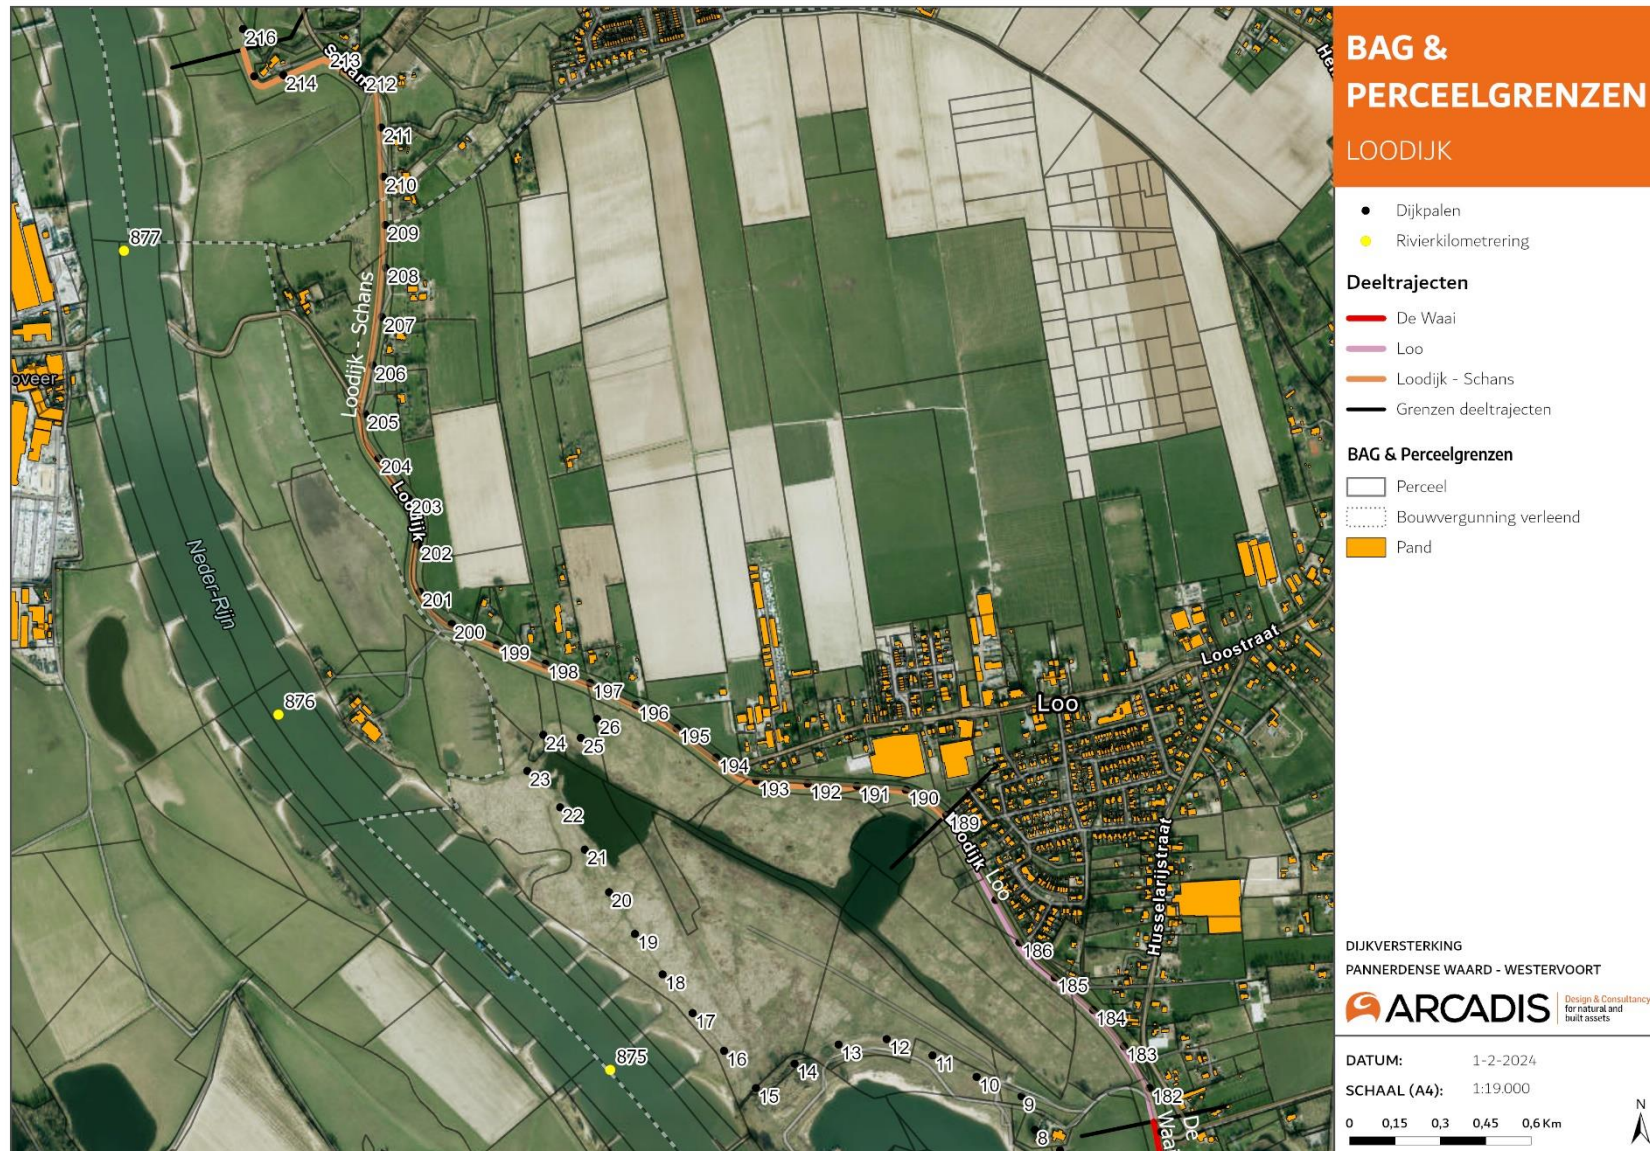 216
213
Schans
214
212
211
210
877
209
208
207
Loodijk - Schans
206
oveer
205
204
Loodijk
203
202
Neder-Rijn
201
200
199
198
197
876
196
26
195
24
25
194
23
193
192
191
190
22
189
Loodijk
Loo
21
20
19
186
18
185
17
184
13
12
11
183
16
875
14
10
182
15
9
8
De
Waai
Loo
Loostraat
Husselarijstraat
BAG &
PERCEELGRENZEN
LOODIJK
Dijkpalen
Rivierkilometrering
Deeltrajecten
De Waai
Loo
Loodijk - Schans
Grenzen deeltrajecten
BAG & Perceelgrenzen
Perceel
Bouwvergunning verleend
Pand
DIJKVERSTERKING
PANNERDENSE WAARD - WESTERVOORT
ARCADIS
Design & Consultancy
for natural and
built assets
DATUM: 1-2-2024
SCHAAL (A4): 1:19.000
0 0,15 0,3 0,45 0,6 Km
N